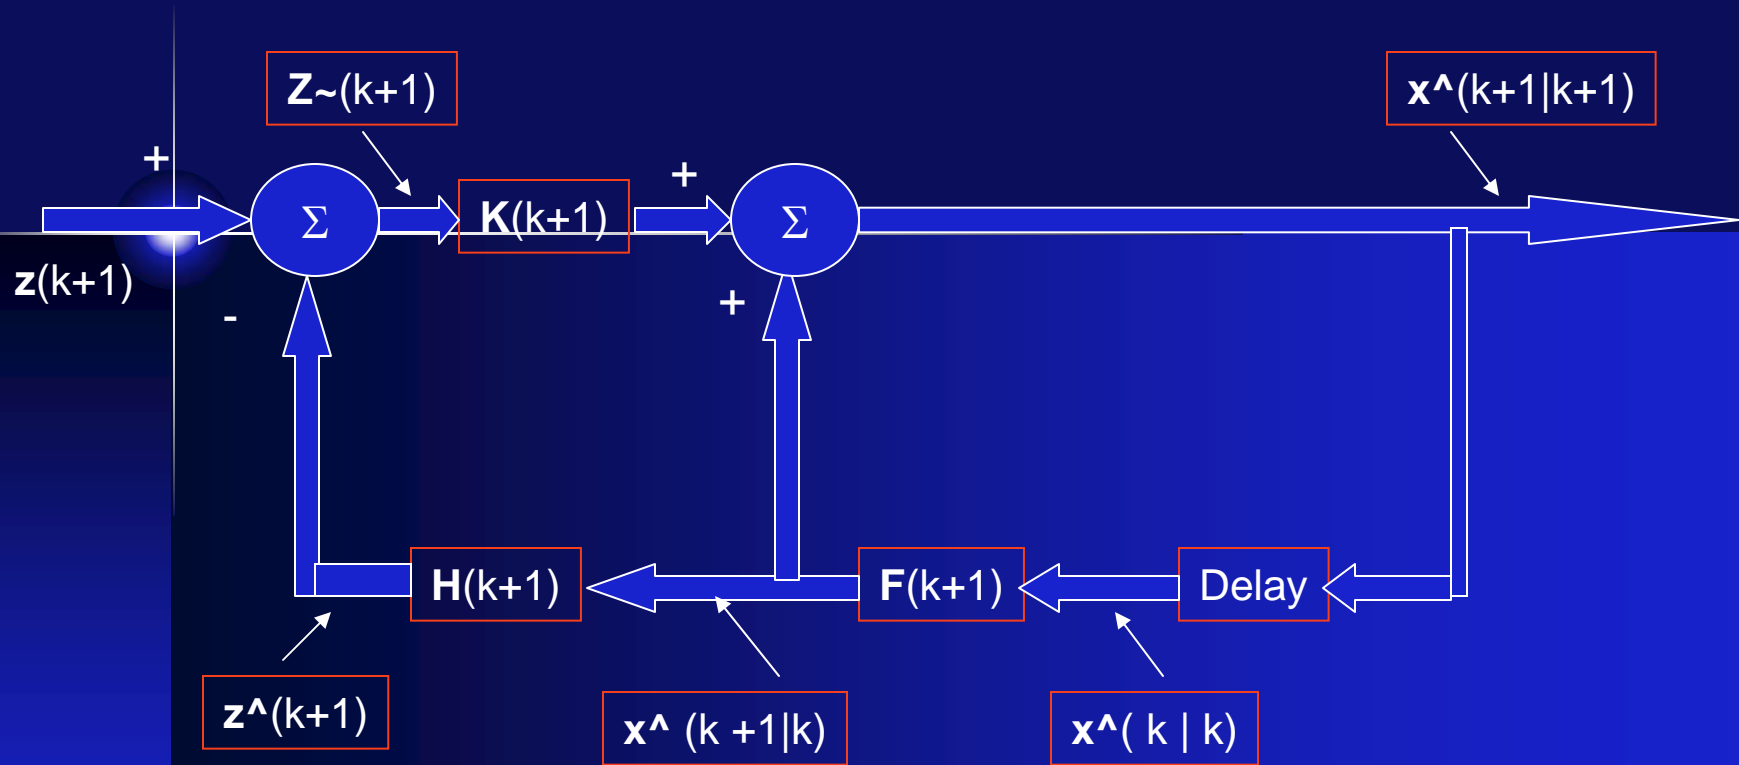 Z~(k+1)
x^(k+1|k+1)
+
+
Σ
K(k+1)
Σ
z(k+1)
-
+
H(k+1)
F(k+1)
Delay
z^(k+1)
x^ (k +1|k)
x^( k | k)